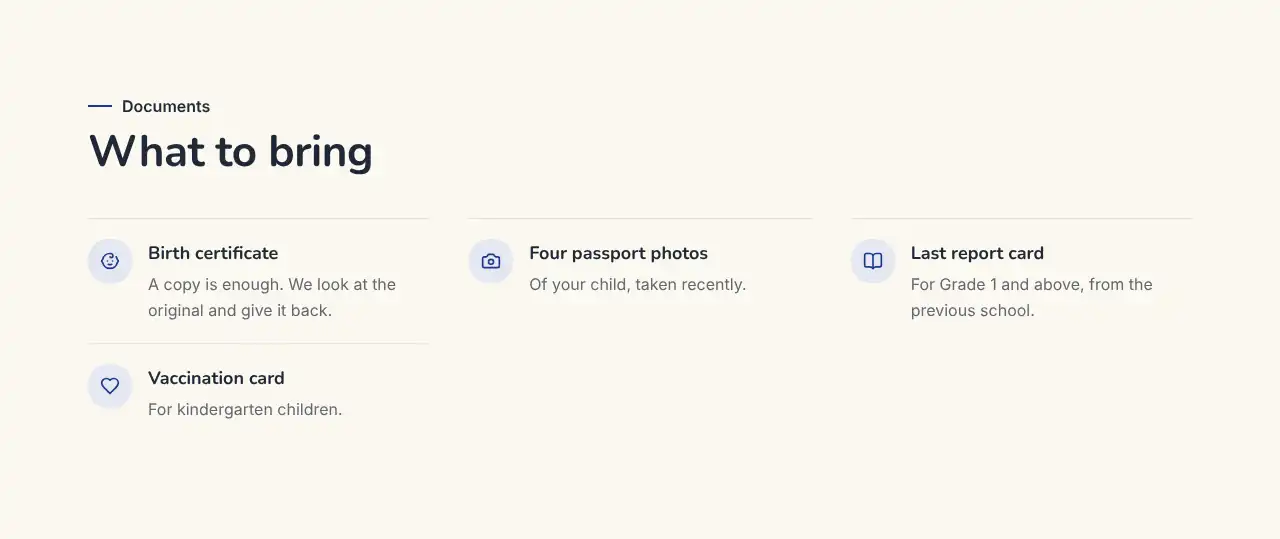 Documents
What to bring
Birth certificate
A copy is enough. We look at the
original and give it back.
Four passport photos
Of your child, taken recently.
Last report card
For Grade 1 and above, from the
previous school.
Vaccination card
For kindergarten children.